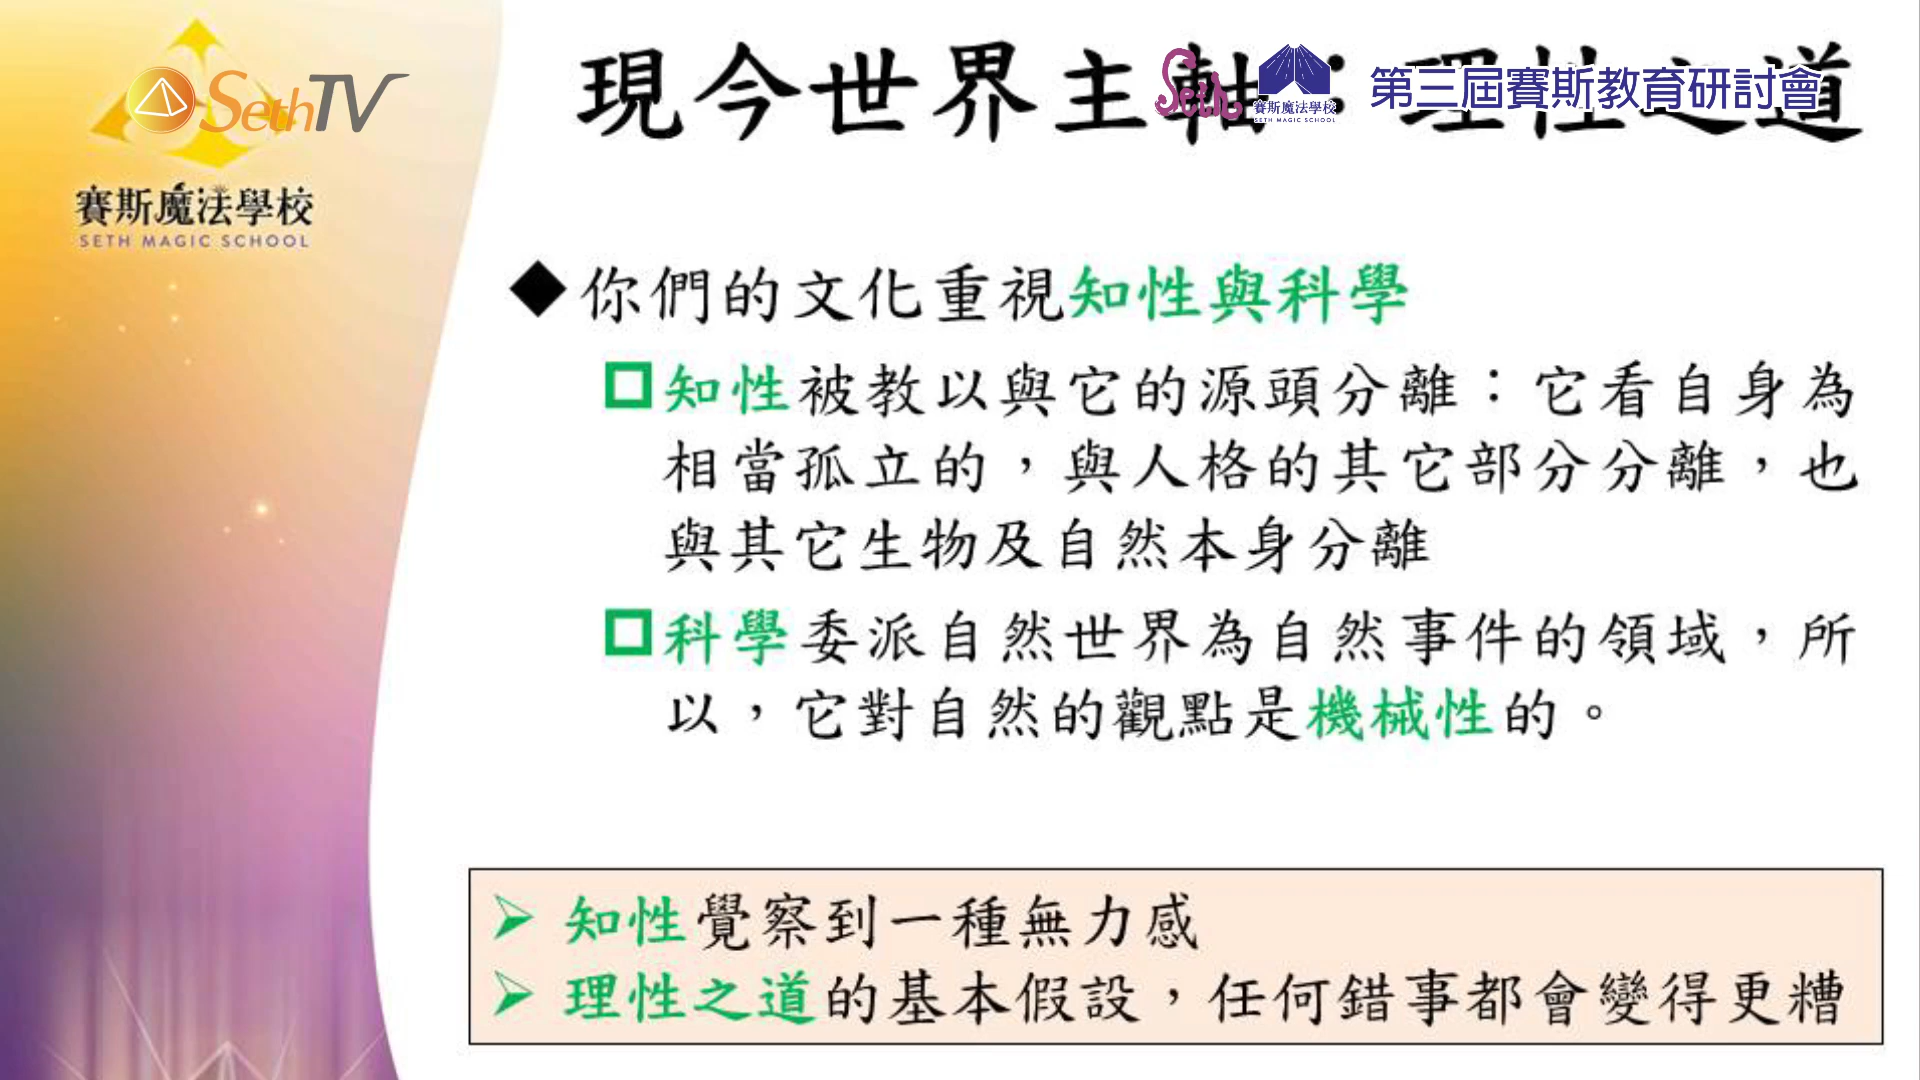 SethTV
賽斯魔法學校
SETH MAGIC SCHOOL
現今世界主軸：理性之道
Seth
賽斯魔法學校
SETH MAGIC SCHOOL
第三屆賽斯教育研討會
◆你們的文化重視知性與科學
知性被教以與它的源頭分離：它看自身為
相當孤立的，與人格的其它部分分離，也
與其它生物及自然本身分離
科學委派自然世界為自然事件的領域，所
以，它對自然的觀點是機械性的。
知性覺察到一種無力感
理性之道的基本假設，任何錯事都會變得更糟